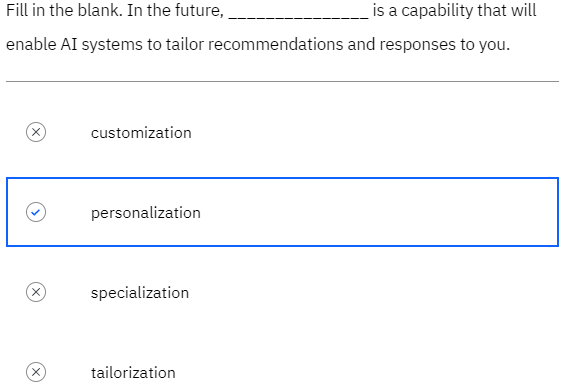 Fill in the blank. In the future, _______________ is a capability that will
enable AI systems to tailor recommendations and responses to you.
customization
personalization
specialization
tailorization